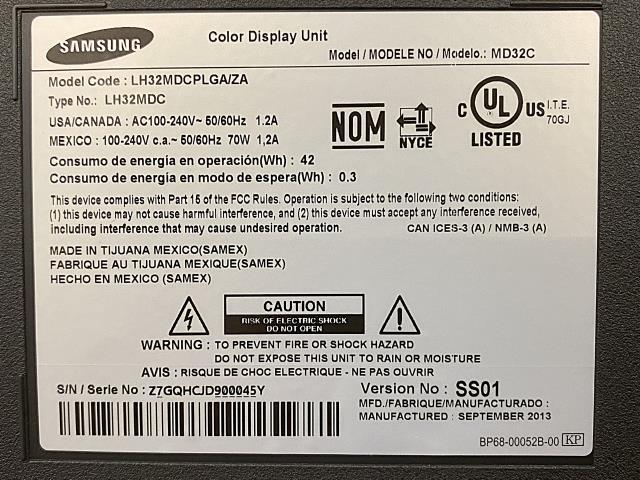 SAMSUNG
Color Display Unit
Model / MODELE NO / Modelo.: MD32C
Model Code : LH32MDCPLGA/ZA
Type No.: LH32MDC
USA/CANADA : AC100-240V~ 50/60Hz 1.2A
MEXICO : 100-240V c.a.~ 50/60Hz 70W 1,2A
NOM
NYCE
C UL US
LISTED
I.T.E.
70GJ
Consumo de energía en operación(Wh) : 42
Consumo de energía en modo de espera(Wh) : 0.3
This device complies with Part 15 of the FCC Rules. Operation is subject to the following two conditions:
(1) this device may not cause harmful interference, and (2) this device must accept any interference received,
including interference that may cause undesired operation.
CAN ICES-3 (A) / NMB-3 (A)
MADE IN TIJUANA MEXICO(SAMEX)
FABRIQUE AU TIJUANA MEXIQUE(SAMEX)
HECHO EN MEXICO (SAMEX)
CAUTION
RISK OF ELECTRIC SHOCK
DO NOT OPEN
WARNING : TO PREVENT FIRE OR SHOCK HAZARD
DO NOT EXPOSE THIS UNIT TO RAIN OR MOISTURE
AVIS : RISQUE DE CHOC ELECTRIQUE - NE PAS OUVRIR
S/N / Serie No : Z7GQHCJD900045Y
Version No : SS01
MFD./FABRIQUE/MANUFACTURADO :
MANUFACTURED : SEPTEMBER 2013
BP68-00052B-00 KP